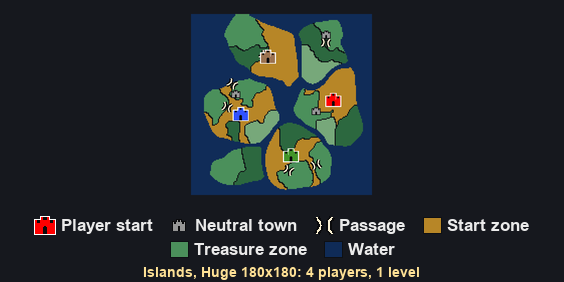 Player start Neutral town Passage Start zone
Treasure zone Water
Islands, Huge 180x180: 4 players, 1 level